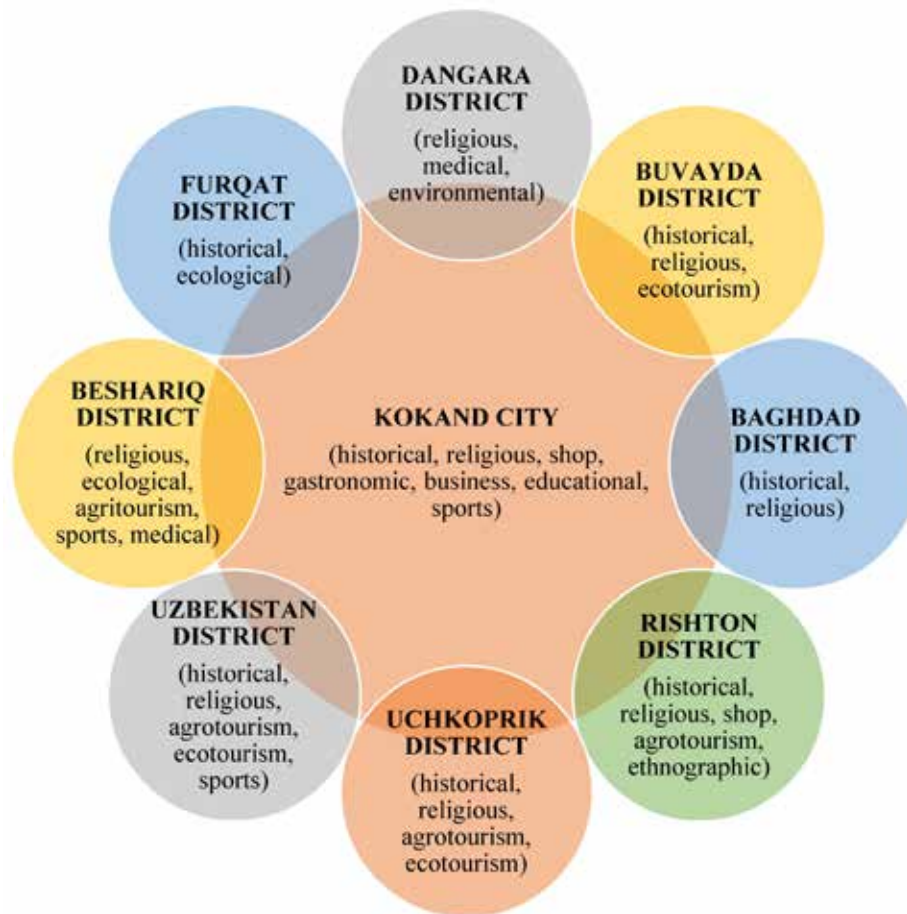 DANGARA
DISTRICT
(religious,
medical,
environmental)
BUVAYDA
DISTRICT
(historical,
religious,
ecotourism)
BAGHDAD
DISTRICT
(historical,
religious)
RISHTON
DISTRICT
(historical,
religious, shop,
agrotourism,
ethnographic)
UCHKOPRIK
DISTRICT
(historical,
religious,
agrotourism,
ecotourism)
UZBEKISTAN
DISTRICT
(historical,
religious,
agrotourism,
ecotourism,
sports)
BESHARIQ
DISTRICT
(religious,
ecological,
agritourism,
sports, medical)
FURQAT
DISTRICT
(historical,
ecological)
KOKAND CITY
(historical, religious, shop,
gastronomic, business, educational,
sports)